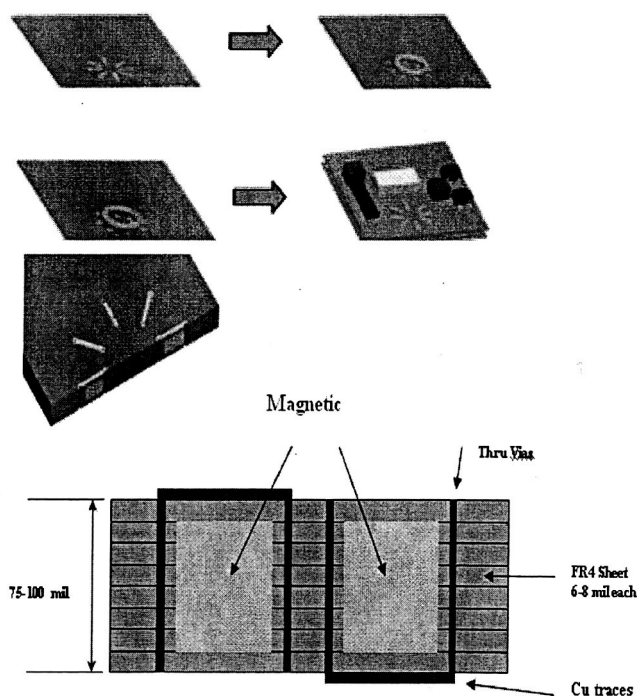 Magnetic
Thru Vias
75-100 mil
FR4 Sheet
6-8 mil each
Cu traces